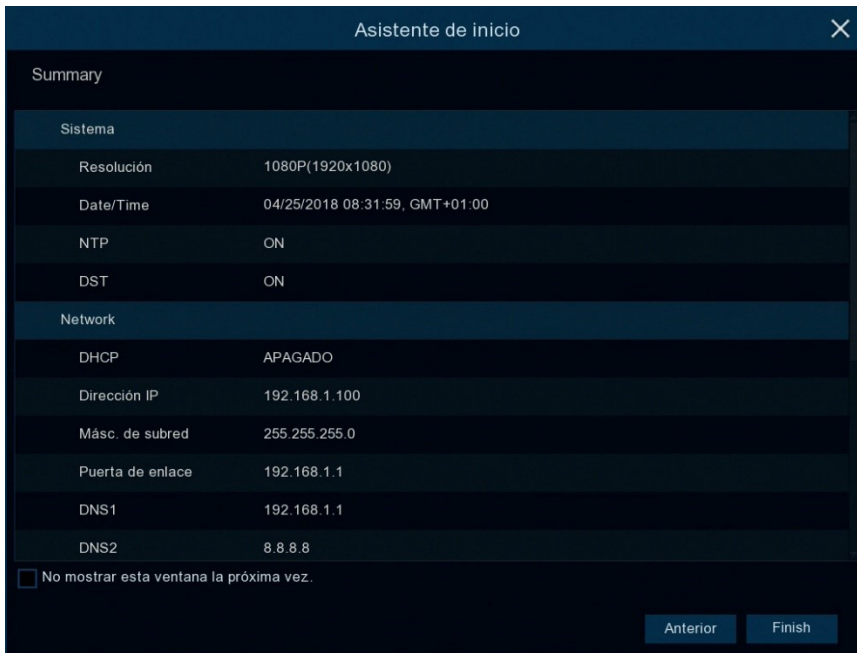 Asistente de inicio
Summary
Sistema
Resolución 1080P(1920x1080)
Date/Time 04/25/2018 08:31:59, GMT+01:00
NTP ON
DST ON
Network
DHCP APAGADO
Dirección IP 192.168.1.100
Másc. de subred 255.255.255.0
Puerta de enlace 192.168.1.1
DNS1 192.168.1.1
DNS2 8.8.8.8
No mostrar esta ventana la próxima vez.
Anterior Finish